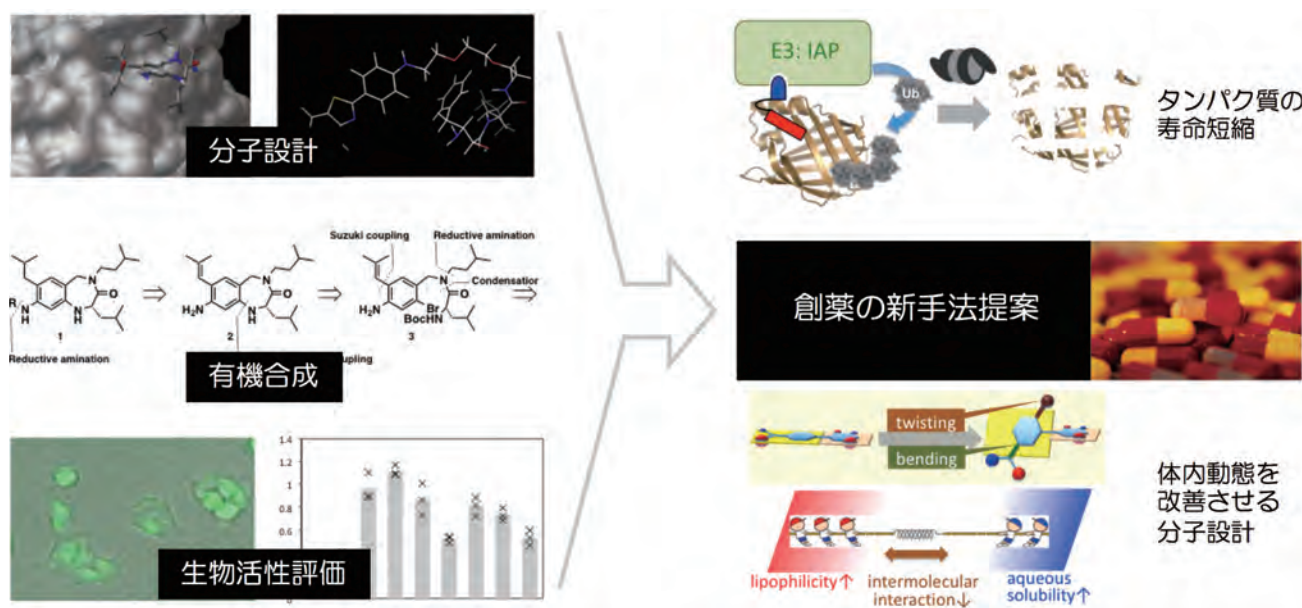 分子設計
Suzuki coupling
Reductive amination
Condensation
R
N
O
N
H
N
H
1
H₂N
N
O
N
H
2
H₂N
N
O
Br
BocHN
3
Reductive amination
upling
有機合成
1.4
1.2
1
0.8
0.6
0
生物活性評価
E3: IAP
Ub
タンパク質の
寿命短縮
創薬の新手法提案
twisting
bending
体内動態を
改善させる
分子設計
lipophilicity↑
intermolecular
interaction↓
aqueous
solubility↑